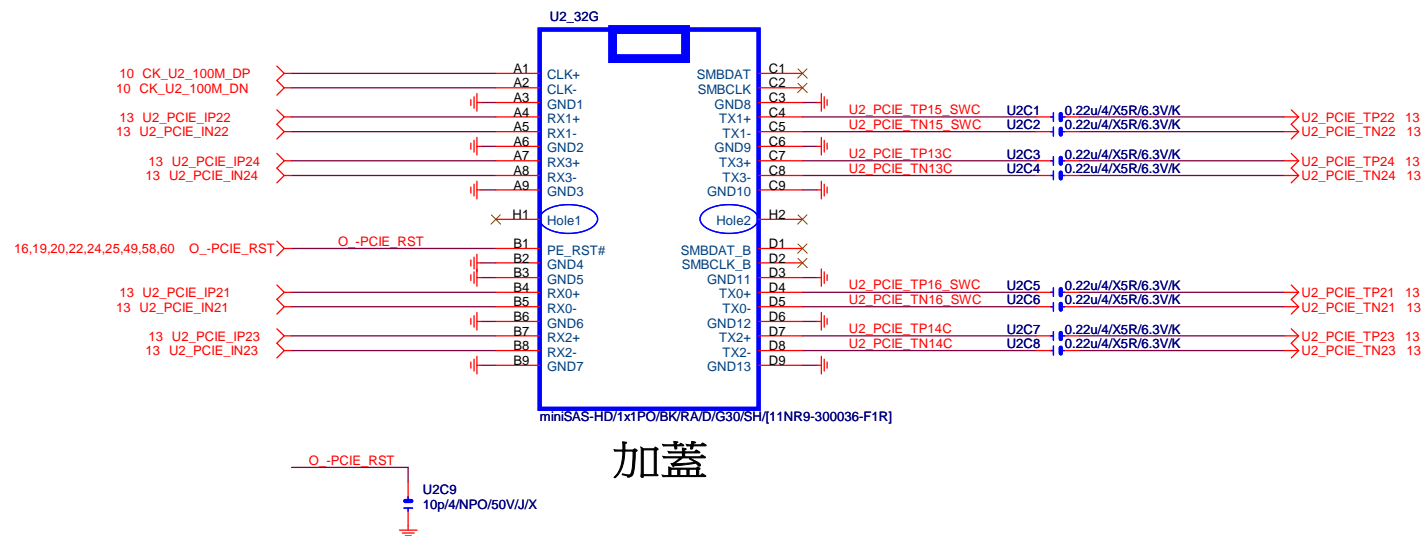 U2_32G
10 CK_U2_100M_DP A1 CLK+ SMBDAT C1
10 CK_U2_100M_DN A2 CLK- SMBCLK C2
A3 GND1 GND8 C3
13 U2_PCIE_IP22 A4 RX1+ TX1+ C4 U2_PCIE_TP15_SWC U2C1 0.22u/4/X5R/6.3V/K U2_PCIE_TP22 13
13 U2_PCIE_IN22 A5 RX1- TX1- C5 U2_PCIE_TN15_SWC U2C2 0.22u/4/X5R/6.3V/K U2_PCIE_TN22 13
A6 GND2 GND9 C6
13 U2_PCIE_IP24 A7 RX3+ TX3+ C7 U2_PCIE_TP13C U2C3 0.22u/4/X5R/6.3V/K U2_PCIE_TP24 13
13 U2_PCIE_IN24 A8 RX3- TX3- C8 U2_PCIE_TN13C U2C4 0.22u/4/X5R/6.3V/K U2_PCIE_TN24 13
A9 GND3 GND10 C9
H1 Hole1 Hole2 H2
16,19,20,22,24,25,49,58,60 O_-PCIE_RST O_-PCIE_RST B1 PE_RST# SMBDAT_B D1
B2 GND4 SMBCLK_B D2
B3 GND5 GND11 D3
13 U2_PCIE_IP21 B4 RX0+ TX0+ D4 U2_PCIE_TP16_SWC U2C5 0.22u/4/X5R/6.3V/K U2_PCIE_TP21 13
13 U2_PCIE_IN21 B5 RX0- TX0- D5 U2_PCIE_TN16_SWC U2C6 0.22u/4/X5R/6.3V/K U2_PCIE_TN21 13
B6 GND6 GND12 D6
13 U2_PCIE_IP23 B7 RX2+ TX2+ D7 U2_PCIE_TP14C U2C7 0.22u/4/X5R/6.3V/K U2_PCIE_TP23 13
13 U2_PCIE_IN23 B8 RX2- TX2- D8 U2_PCIE_TN14C U2C8 0.22u/4/X5R/6.3V/K U2_PCIE_TN23 13
B9 GND7 GND13 D9
miniSAS-HD/1x1PO/BK/RA/D/G30/SH/[11NR9-300036-F1R]
加蓋
O_-PCIE_RST
U2C9
10p/4/NPO/50V/J/X